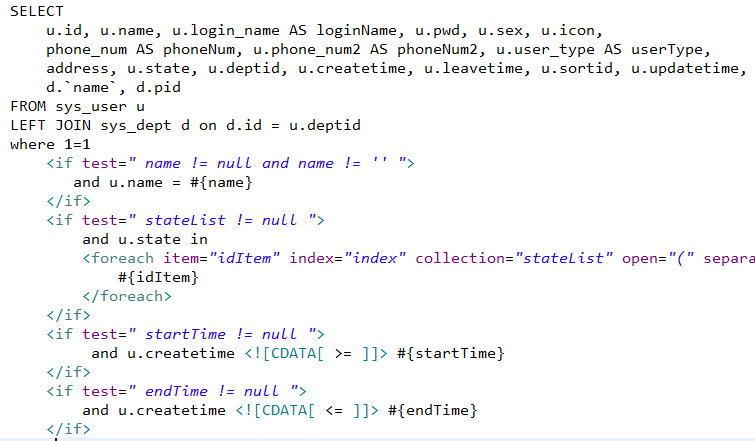 SELECT
u.id, u.name, u.login_name AS loginName, u.pwd, u.sex, u.icon,
phone_num AS phoneNum, u.phone_num2 AS phoneNum2, u.user_type AS userType,
address, u.state, u.deptid, u.createtime, u.leavetime, u.sortid, u.updatetime,
d.`name`, d.pid
FROM sys_user u
LEFT JOIN sys_dept d on d.id = u.deptid
where 1=1
<if test=" name != null and name != '' ">
and u.name = #{name}
</if>
<if test=" stateList != null ">
and u.state in
<foreach item="idItem" index="index" collection="stateList" open="(" separa
#{idItem}
</foreach>
</if>
<if test=" startTime != null ">
and u.createtime <![CDATA[ >= ]]> #{startTime}
</if>
<if test=" endTime != null ">
and u.createtime <![CDATA[ <= ]]> #{endTime}
</if>